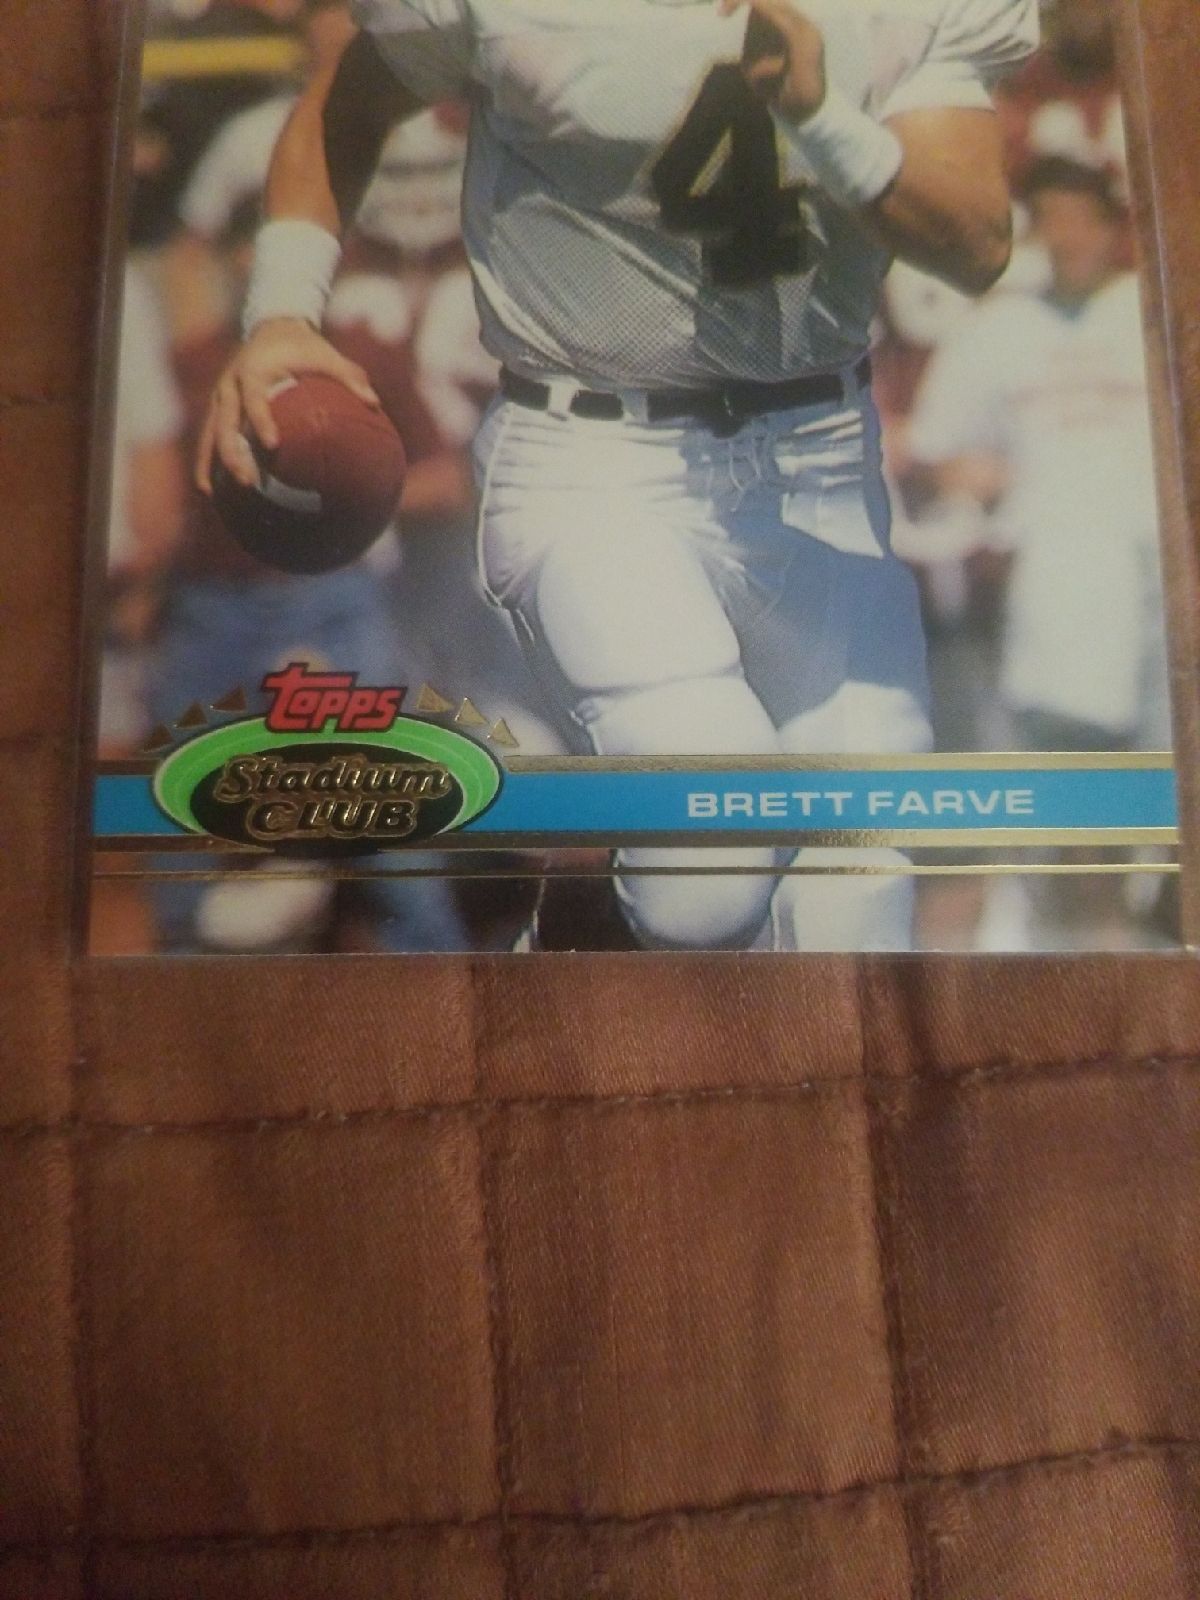 4
Topps
Stadium
CLUB
BRETT FARVE